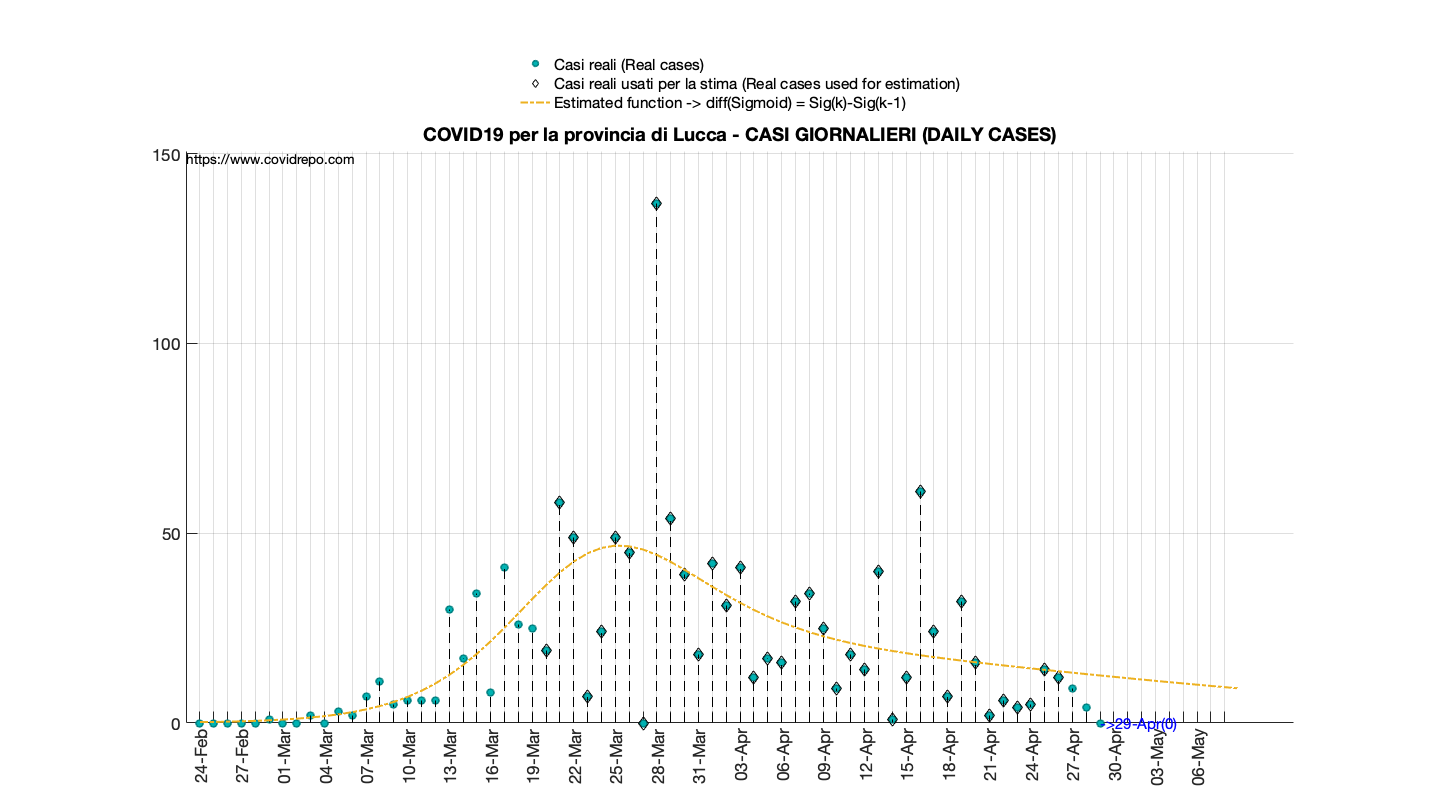 Casi reali (Real cases)
Casi reali usati per la stima (Real cases used for estimation)
Estimated function -> diff(Sigmoid) = Sig(k)-Sig(k-1)
COVID19 per la provincia di Lucca - CASI GIORNALIERI (DAILY CASES)
150
https://www.covidrepo.com
100
50
0
->29-Apr(0)
24-Feb
27-Feb
01-Mar
04-Mar
07-Mar
10-Mar
13-Mar
16-Mar
19-Mar
22-Mar
25-Mar
28-Mar
31-Mar
03-Apr
06-Apr
09-Apr
12-Apr
15-Apr
18-Apr
21-Apr
24-Apr
27-Apr
30-Apr
03-May
06-May